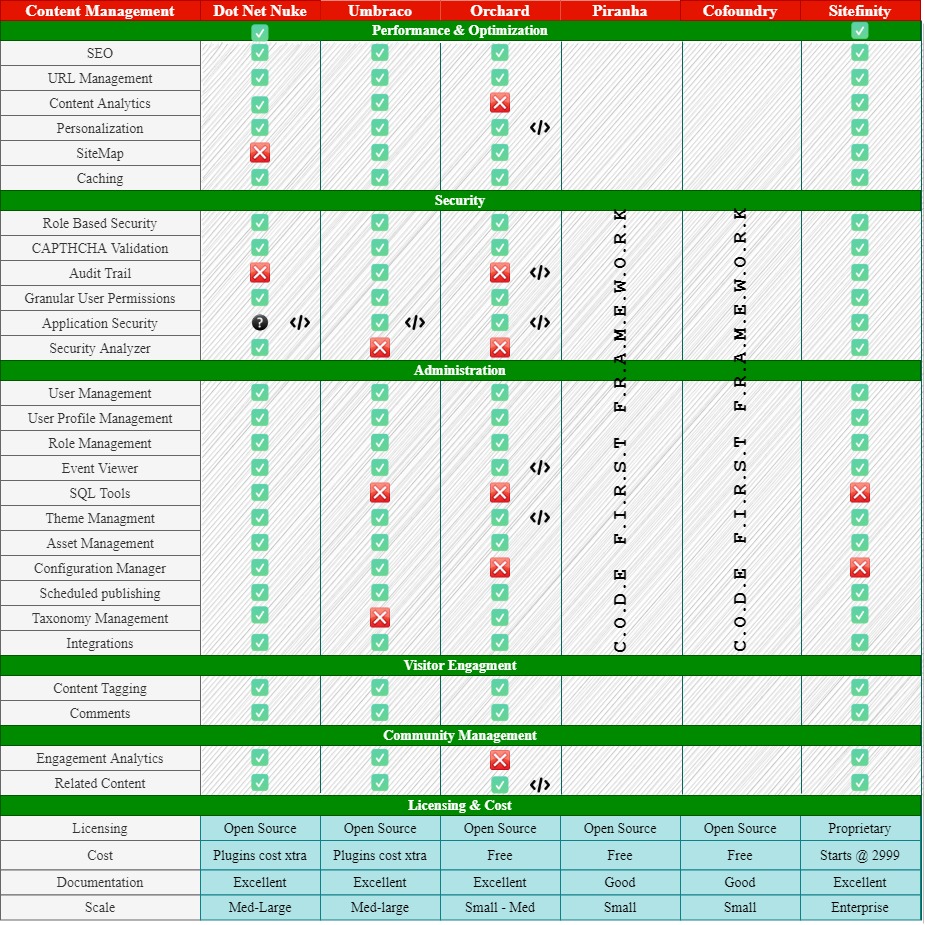 Content Management Dot Net Nuke Umbraco Orchard Piranha Cofoundry Sitefinity
Performance & Optimization
SEO
URL Management
Content Analytics
Personalization </>
SiteMap
Caching
Security
Role Based Security
CAPTHCHA Validation
Audit Trail </>
Granular User Permissions
Application Security ? </> </> </>
Security Analyzer
Administration
User Management
User Profile Management
Role Management
Event Viewer </>
SQL Tools
Theme Managment </>
Asset Management
Configuration Manager
Scheduled publishing
Taxonomy Management
Integrations
C.O.D.E F.I.R.S.T F.R.A.M.E.W.O.R.K
C.O.D.E F.I.R.S.T F.R.A.M.E.W.O.R.K
Visitor Engagment
Content Tagging
Comments
Community Management
Engagement Analytics
Related Content </>
Licensing & Cost
Licensing Open Source Open Source Open Source Open Source Open Source Proprietary
Cost Plugins cost xtra Plugins cost xtra Free Free Free Starts @ 2999
Documentation Excellent Excellent Excellent Good Good Excellent
Scale Med-Large Med-large Small - Med Small Small Enterprise